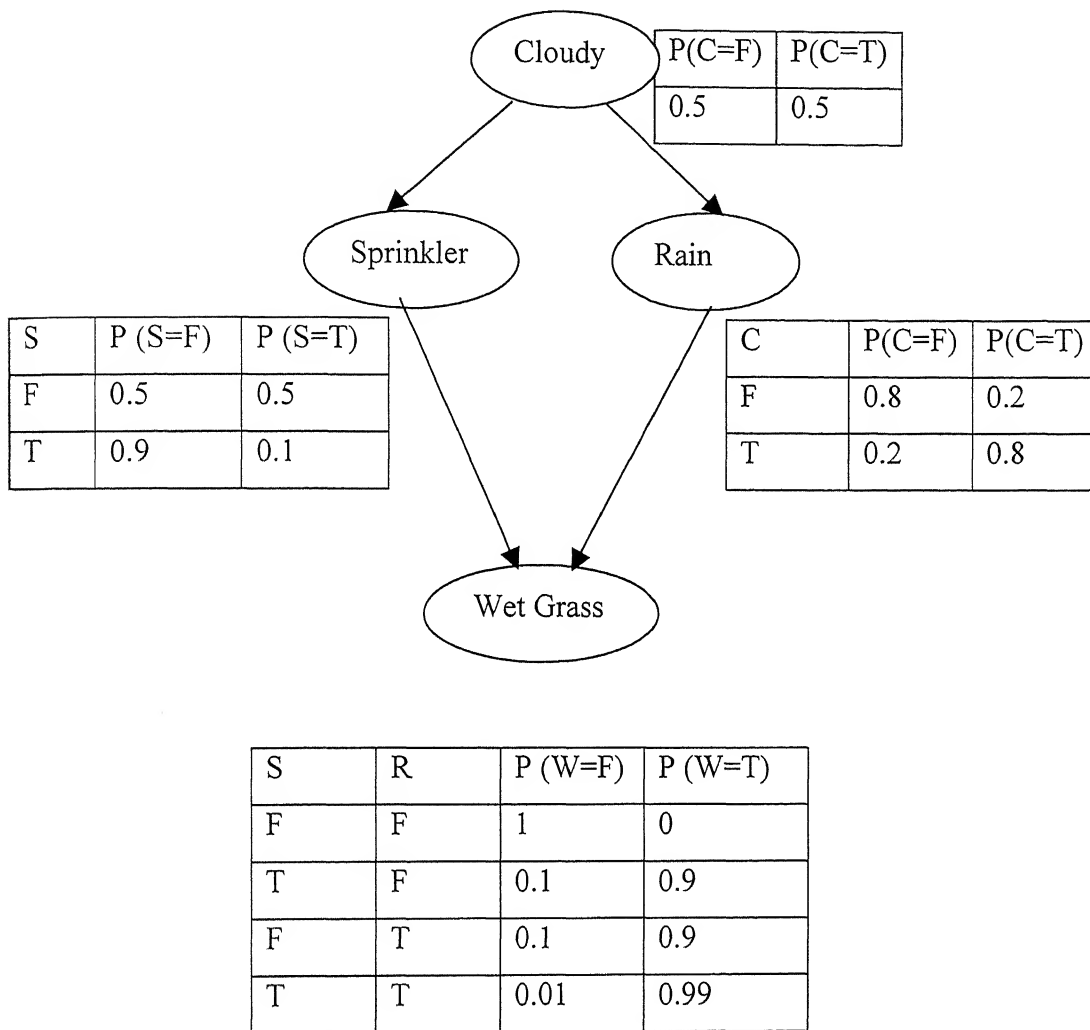 Cloudy
P(C=F) P(C=T)
0.5 0.5
Sprinkler
Rain
S P (S=F) P (S=T)
F 0.5 0.5
T 0.9 0.1
C P(C=F) P(C=T)
F 0.8 0.2
T 0.2 0.8
Wet Grass
S R P (W=F) P (W=T)
F F 1 0
T F 0.1 0.9
F T 0.1 0.9
T T 0.01 0.99